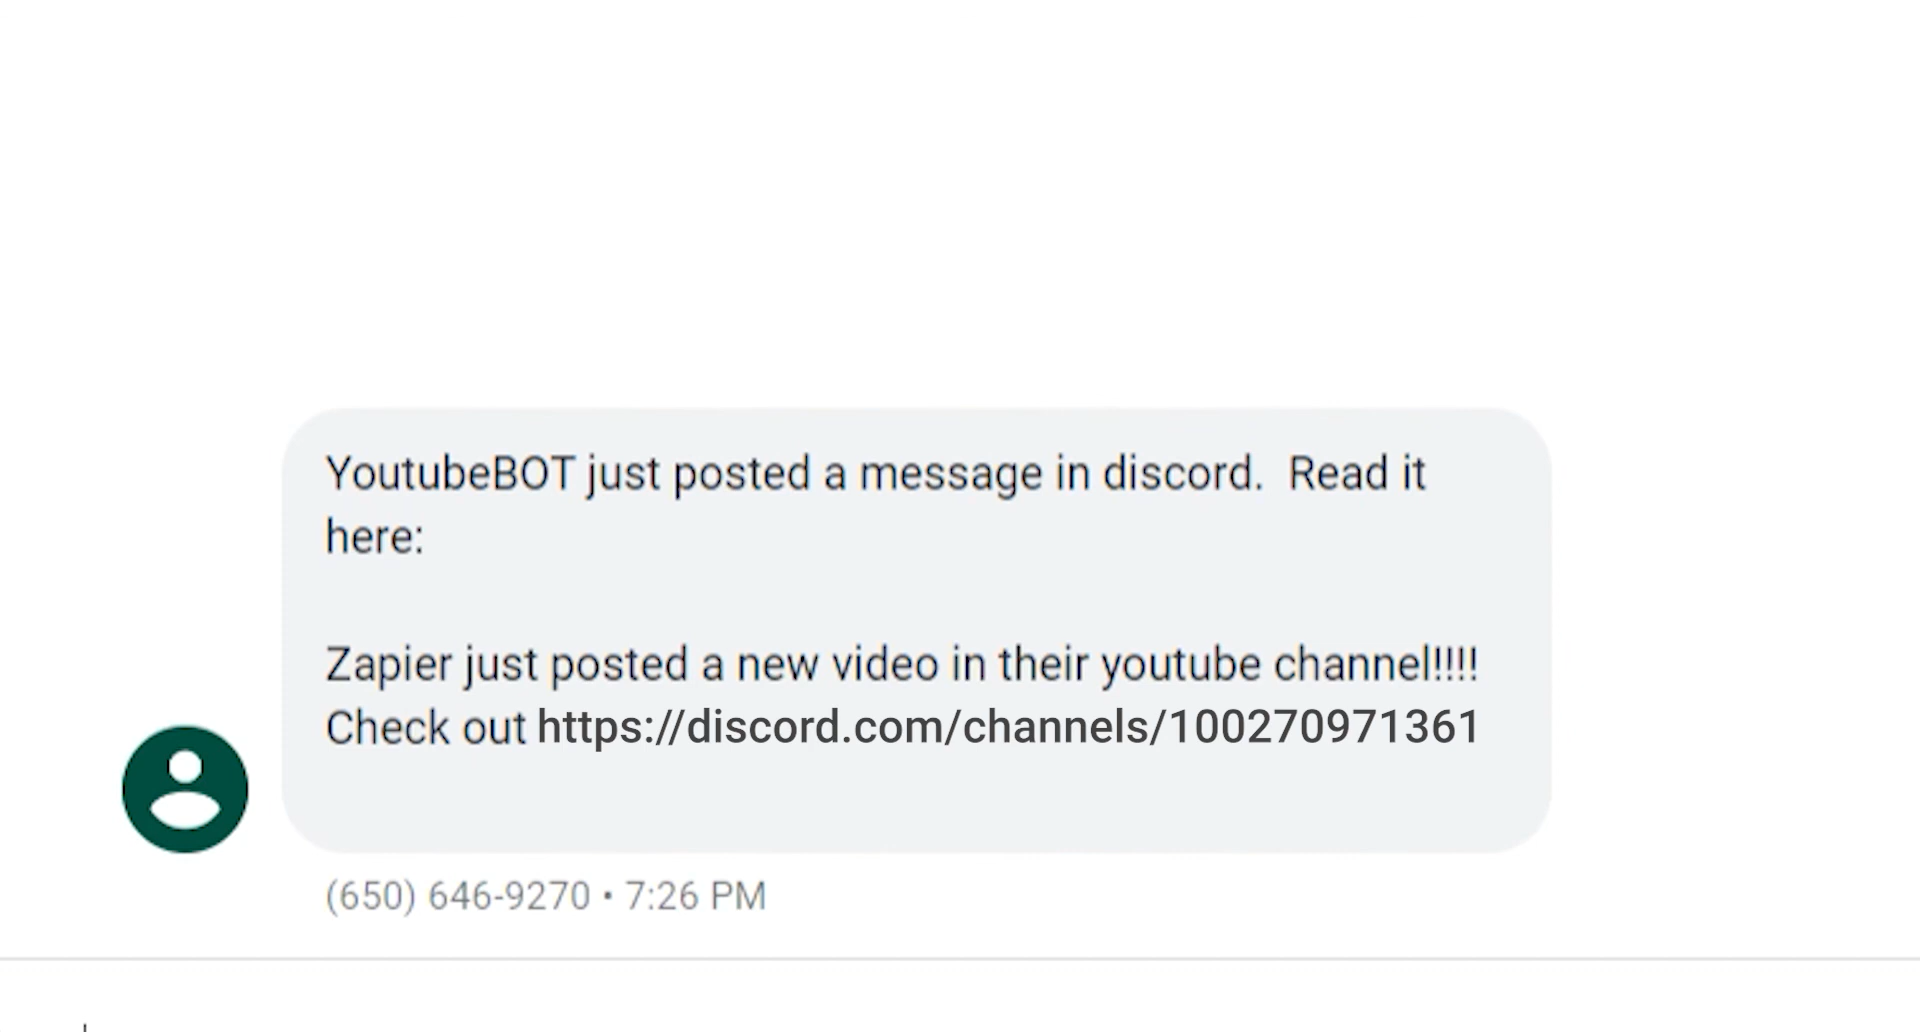 YoutubeBOT just posted a message in discord.  Read it
here:
Zapier just posted a new video in their youtube channel!!!!
Check out https://discord.com/channels/100270971361
(650) 646-9270 • 7:26 PM